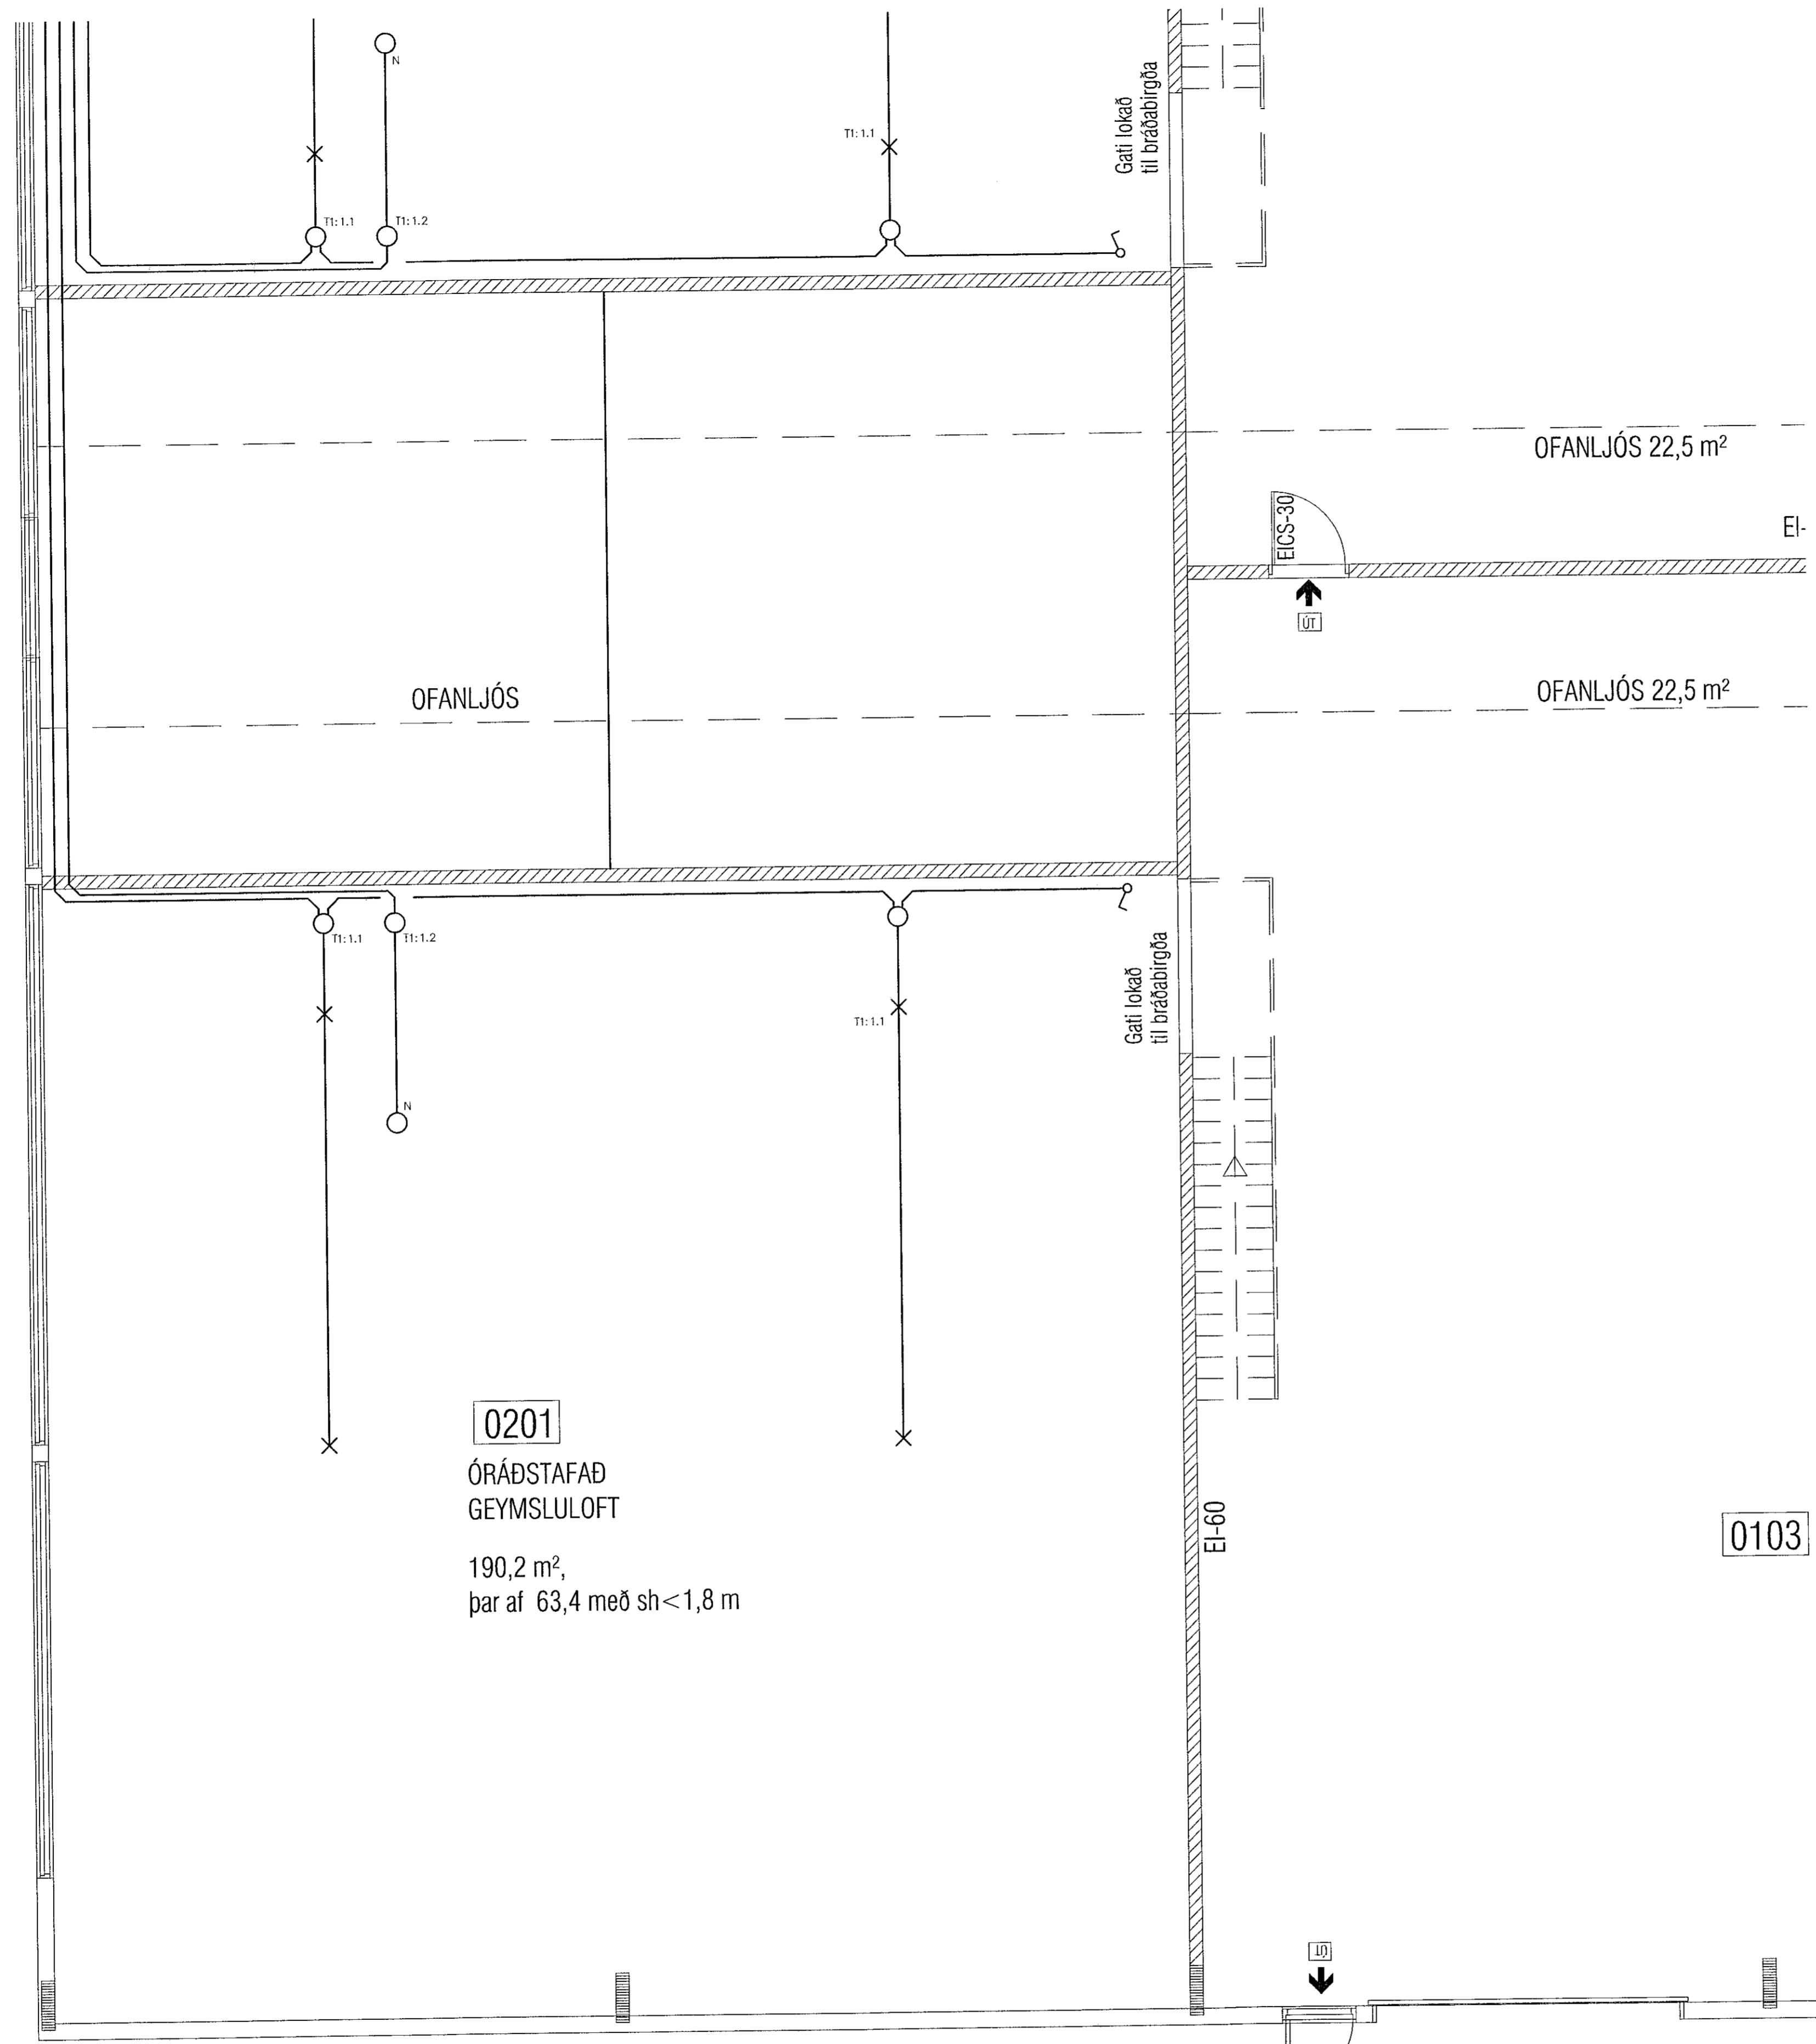 N
T1:1.1
T1:1.2
T1:1.1
Gati lokað
til bráðabirgða
OFANLJÓS 22,5 m²
EICS-30
EI-
ÚT
OFANLJÓS
OFANLJÓS 22,5 m²
T1:1.1
T1:1.2
N
T1:1.1
Gati lokað
til bráðabirgða
0201
ÓRÁÐSTAFAÐ
GEYMSLULOFT
190,2 m²,
þar af 63,4 með sh<1,8 m
EI-60
0103
ÚT